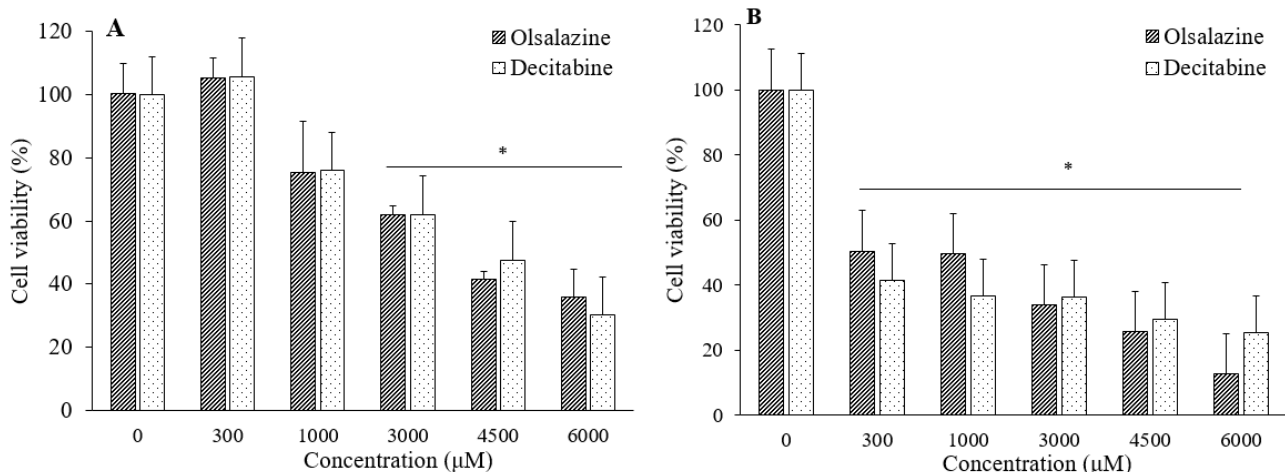 A
Olsalazine
Decitabine
Cell viability (%)
120
100
80
60
40
20
0
*
0 300 1000 3000 4500 6000
Concentration (μM)
B
Olsalazine
Decitabine
Cell viability (%)
120
100
80
60
40
20
0
*
0 300 1000 3000 4500 6000
Concentration (μM)